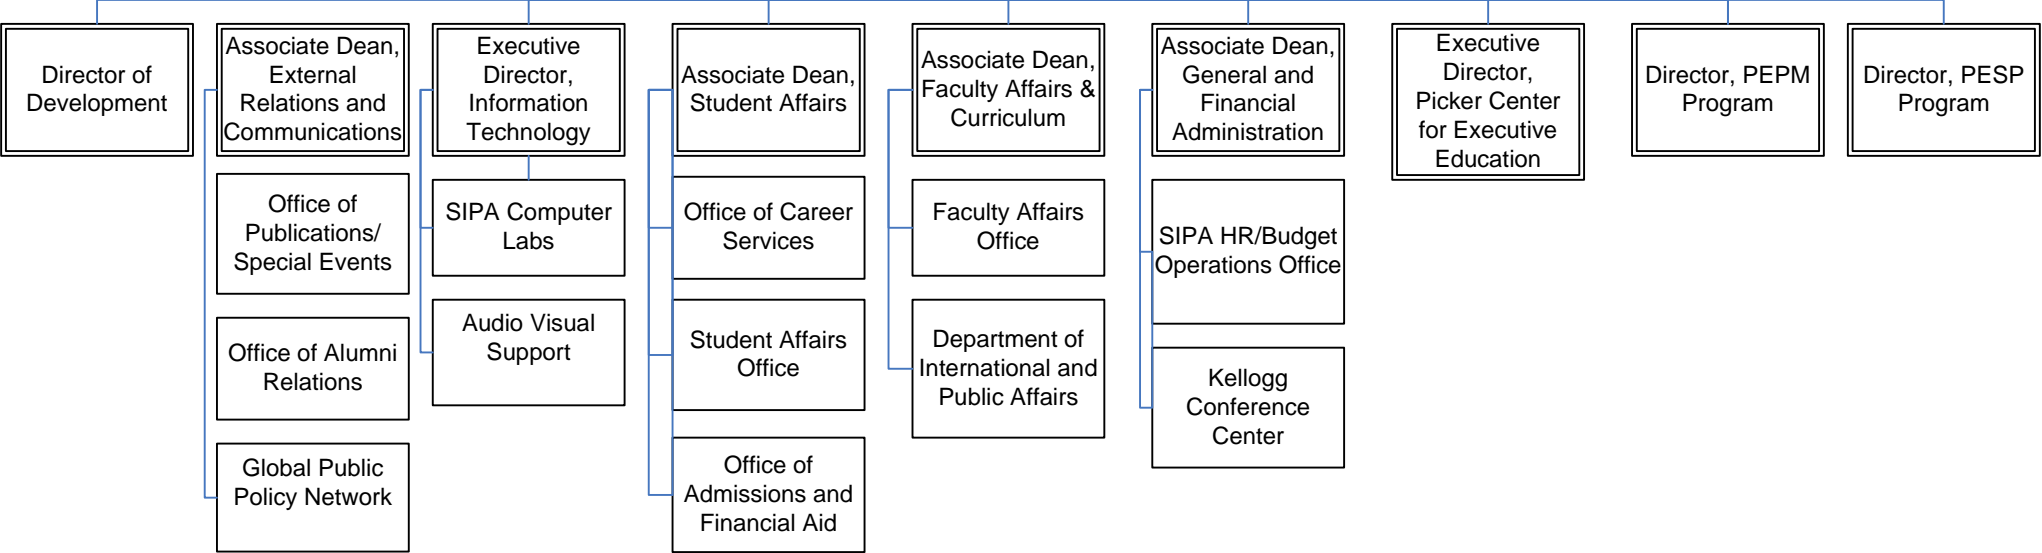 Director of
Development
Associate Dean,
External
Relations and
Communications
Office of
Publications/
Special Events
Office of Alumni
Relations
Global Public
Policy Network
Executive
Director,
Information
Technology
SIPA Computer
Labs
Audio Visual
Support
Associate Dean,
Student Affairs
Office of Career
Services
Student Affairs
Office
Office of
Admissions and
Financial Aid
Associate Dean,
Faculty Affairs &
Curriculum
Faculty Affairs
Office
Department of
International and
Public Affairs
Associate Dean,
General and
Financial
Administration
SIPA HR/Budget
Operations Office
Kellogg
Conference
Center
Executive
Director,
Picker Center
for Executive
Education
Director, PEPM
Program
Director, PESP
Program